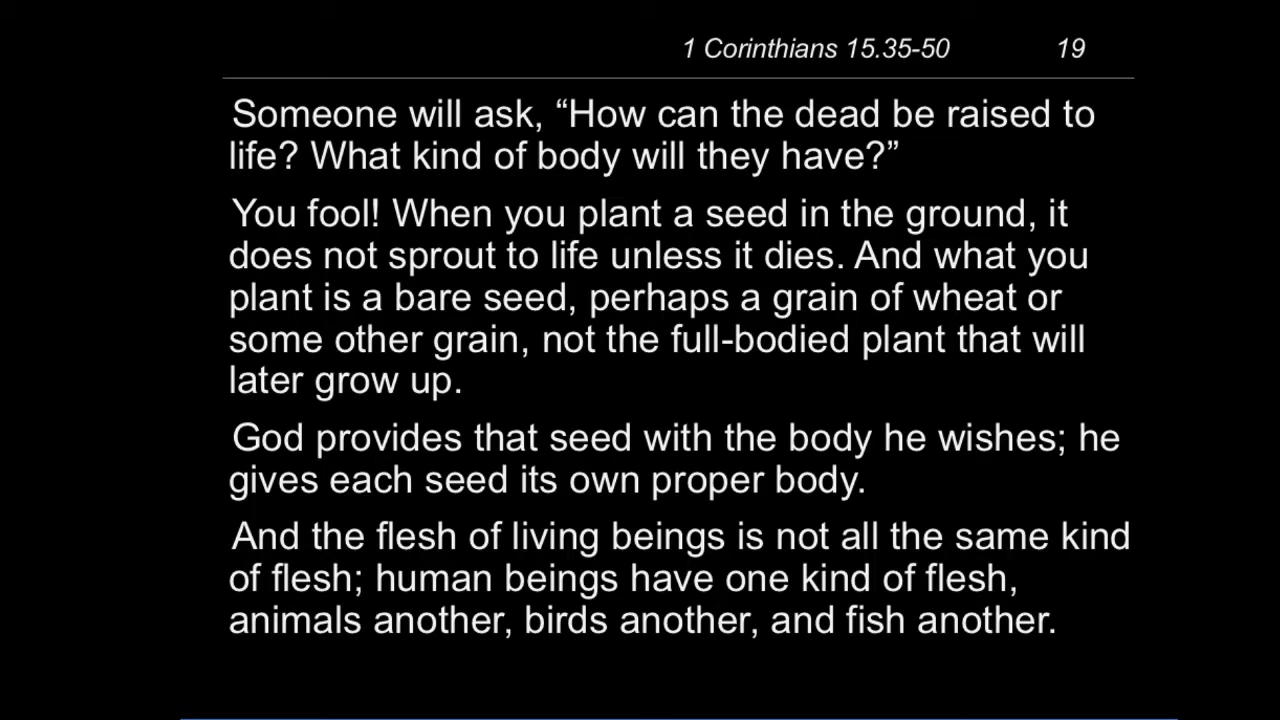 1 Corinthians 15.35-50 19
Someone will ask, “How can the dead be raised to
life? What kind of body will they have?”
You fool! When you plant a seed in the ground, it
does not sprout to life unless it dies. And what you
plant is a bare seed, perhaps a grain of wheat or
some other grain, not the full-bodied plant that will
later grow up.
God provides that seed with the body he wishes; he
gives each seed its own proper body.
And the flesh of living beings is not all the same kind
of flesh; human beings have one kind of flesh,
animals another, birds another, and fish another.